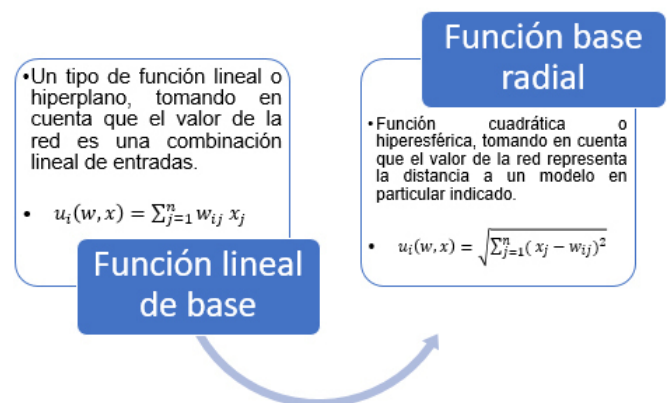 •Un tipo de función lineal o
hiperplano, tomando en
cuenta que el valor de la
red es una combinación
lineal de entradas.
• u_i(w, x) = ∑_{j=1}^{n} w_{ij} x_j
Función lineal
de base
Función base
radial
•Función cuadrática o
hiperesférica, tomando en cuenta
que el valor de la red representa
la distancia a un modelo en
particular indicado.
• u_i(w, x) = √(∑_{j=1}^{n}( x_j − w_{ij})^2)